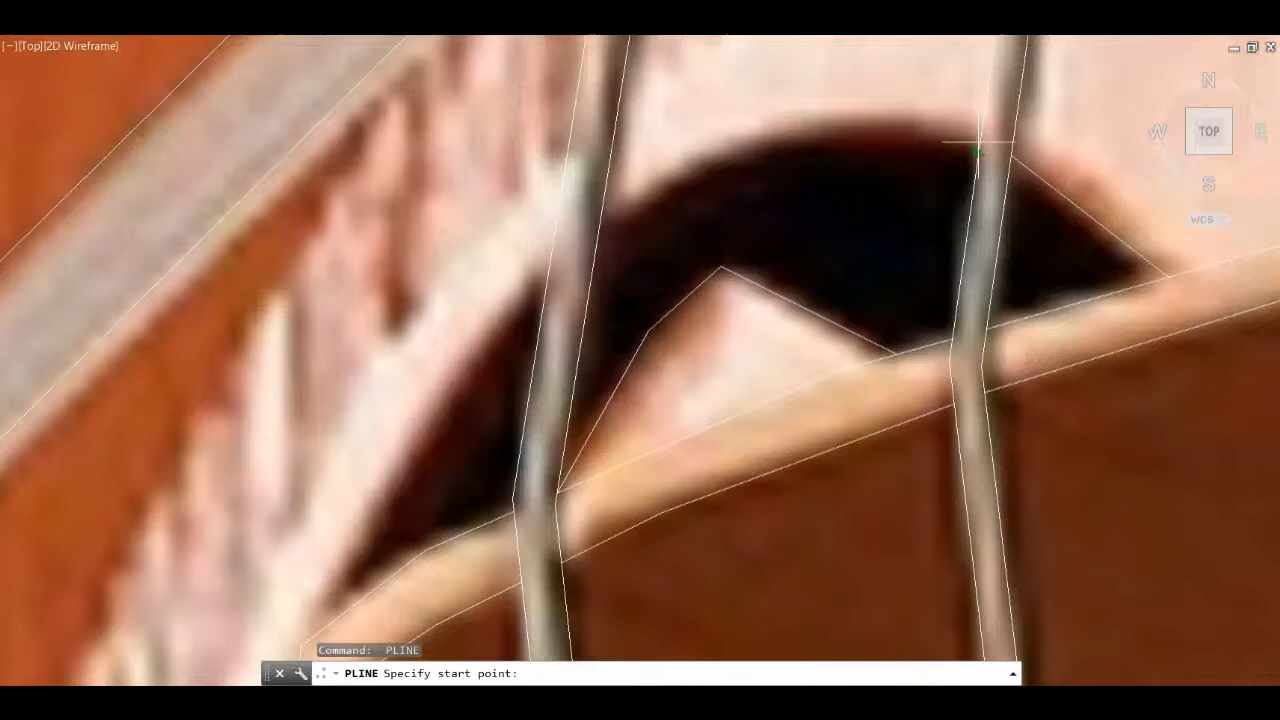 [−][Top][2D Wireframe]
N
W TOP E
S
WCS
Command: PLINE
PLINE Specify start point: